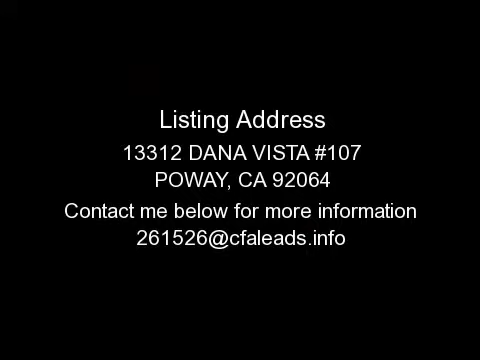 Listing Address
13312 DANA VISTA #107
POWAY, CA 92064
Contact me below for more information
261526@cfaleads.info